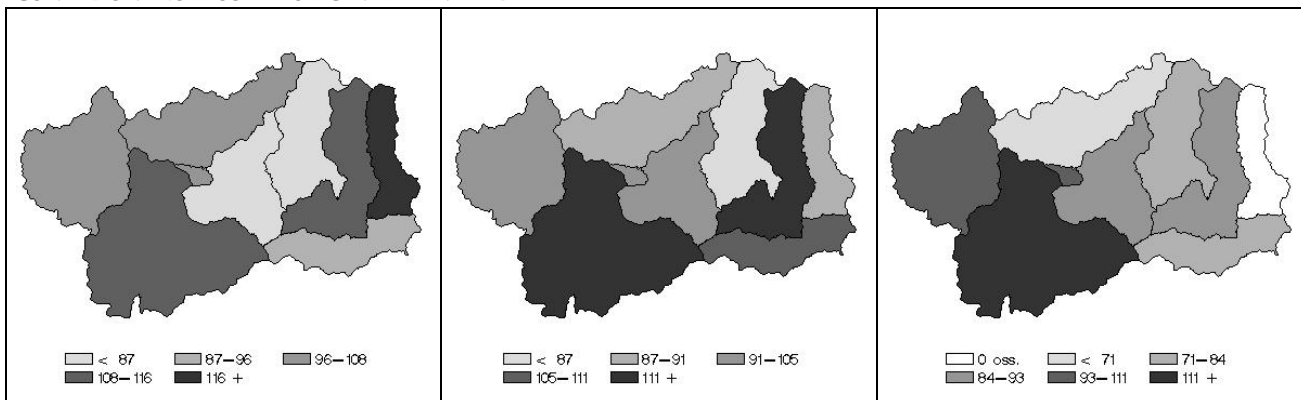 < 87 87-96 96-108
108-116 116 +
< 87 87-91 91-105
105-111 111 +
0 oss. < 71 71-84
84-93 93-111 111 +